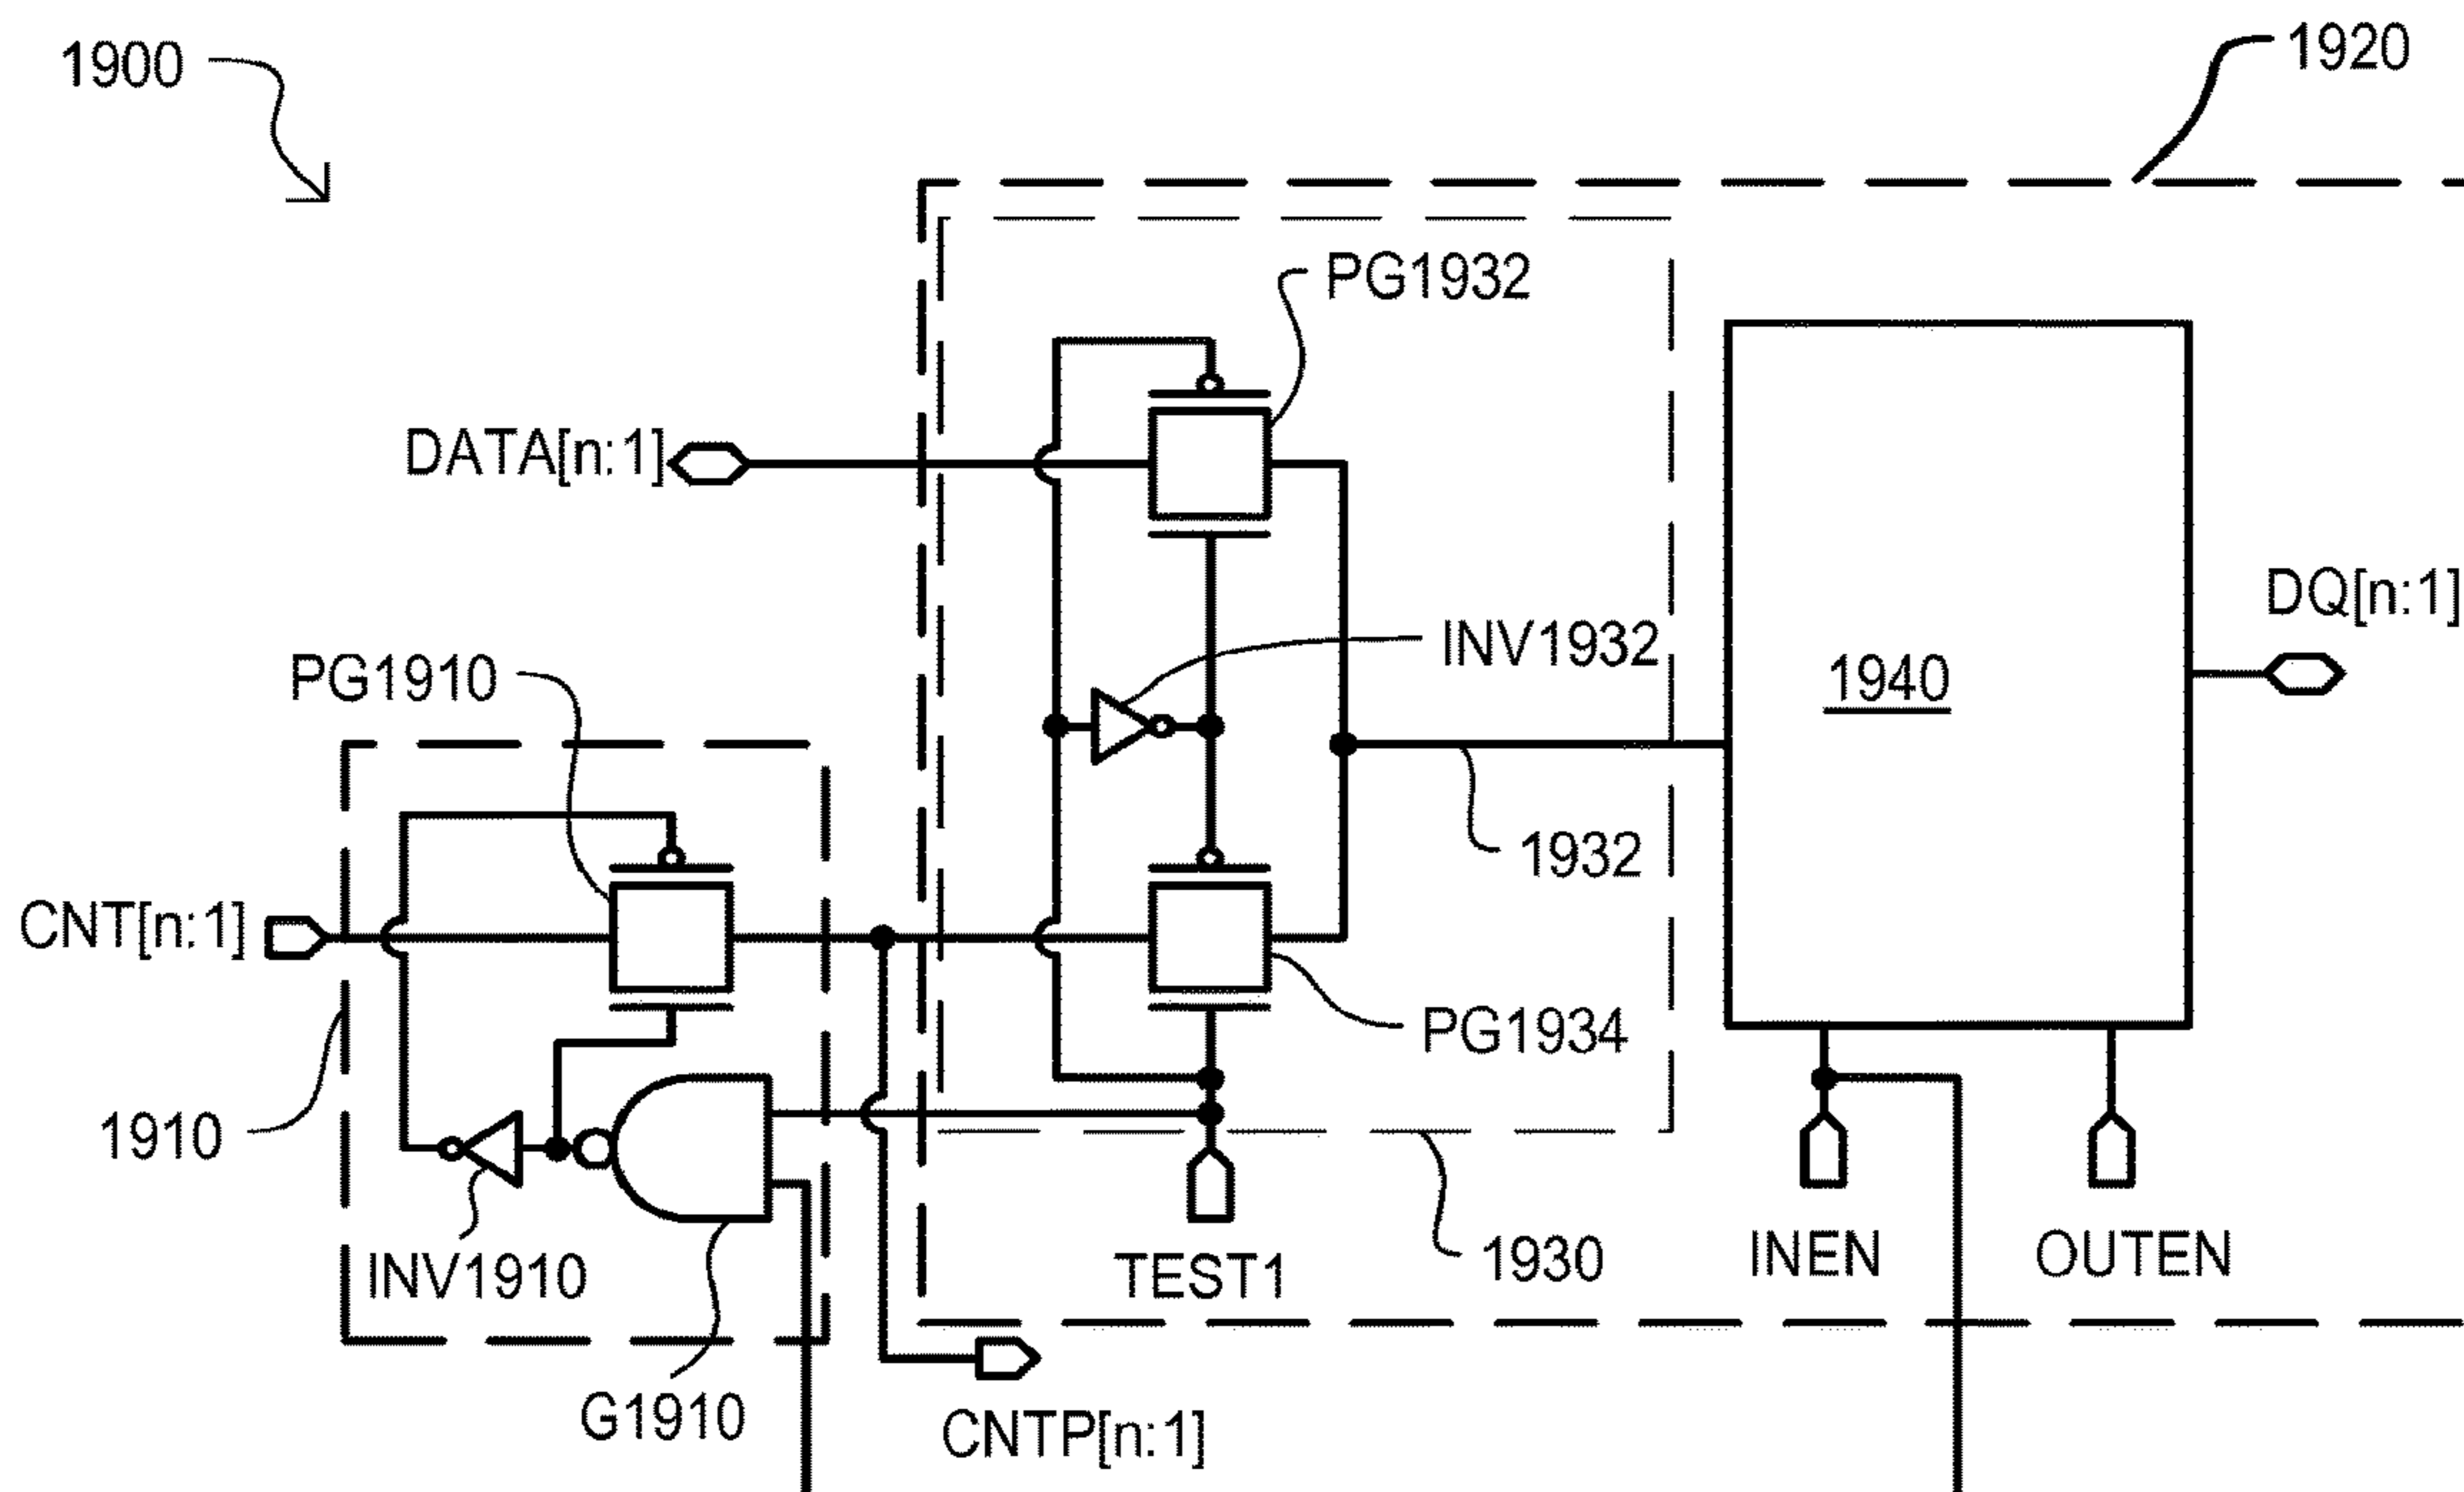 1900
1920
PG1932
DATA[n:1]
DQ[n:1]
INV1932
PG1910
1940
1932
CNT[n:1]
PG1934
1910
INV1910
TEST1
1930
INEN
OUTEN
G1910
CNTP[n:1]